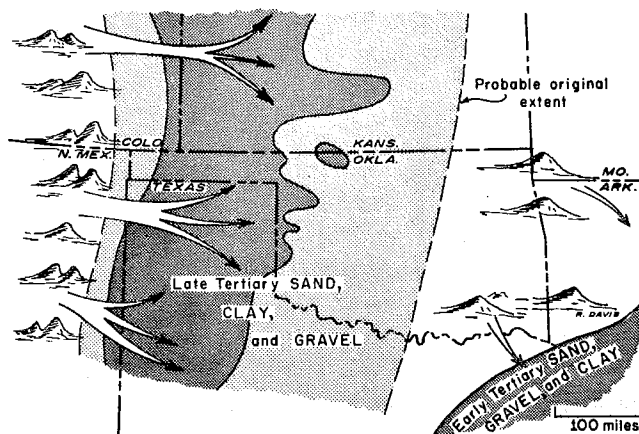 Probable original
extent
COLO.
N. MEX.
KANS.
OKLA.
TEXAS
MO.
ARK.
Late Tertiary SAND,
CLAY,
and GRAVEL
R. DAVIS
Early Tertiary SAND,
GRAVEL, and CLAY
100 miles